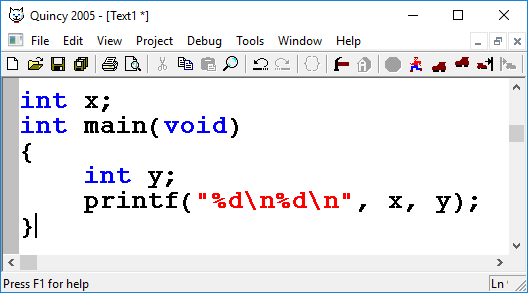 Quincy 2005 - [Text1 *]
File Edit View Project Debug Tools Window Help
int x;
int main(void)
{
    int y;
    printf("%d\n%d\n", x, y);
}
Press F1 for help
Ln